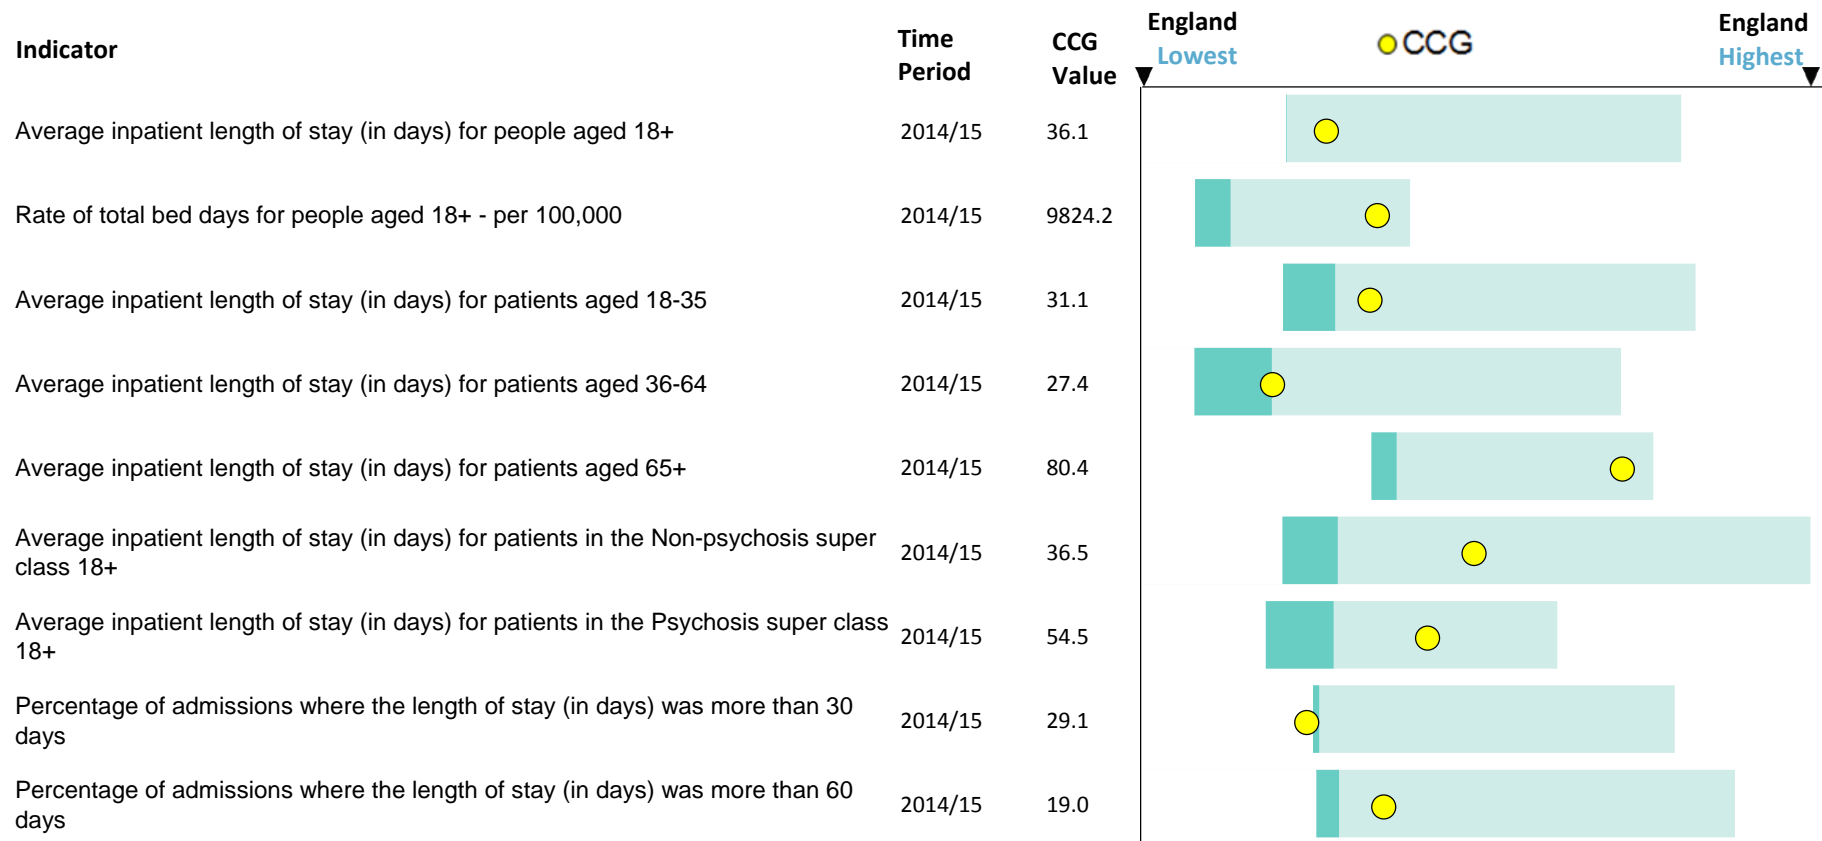 Indicator
Time Period
CCG Value
England Lowest
CCG
England Highest
Average inpatient length of stay (in days) for people aged 18+ 2014/15 36.1
Rate of total bed days for people aged 18+ - per 100,000 2014/15 9824.2
Average inpatient length of stay (in days) for patients aged 18-35 2014/15 31.1
Average inpatient length of stay (in days) for patients aged 36-64 2014/15 27.4
Average inpatient length of stay (in days) for patients aged 65+ 2014/15 80.4
Average inpatient length of stay (in days) for patients in the Non-psychosis super
class 18+ 2014/15 36.5
Average inpatient length of stay (in days) for patients in the Psychosis super class
18+ 2014/15 54.5
Percentage of admissions where the length of stay (in days) was more than 30
days 2014/15 29.1
Percentage of admissions where the length of stay (in days) was more than 60
days 2014/15 19.0